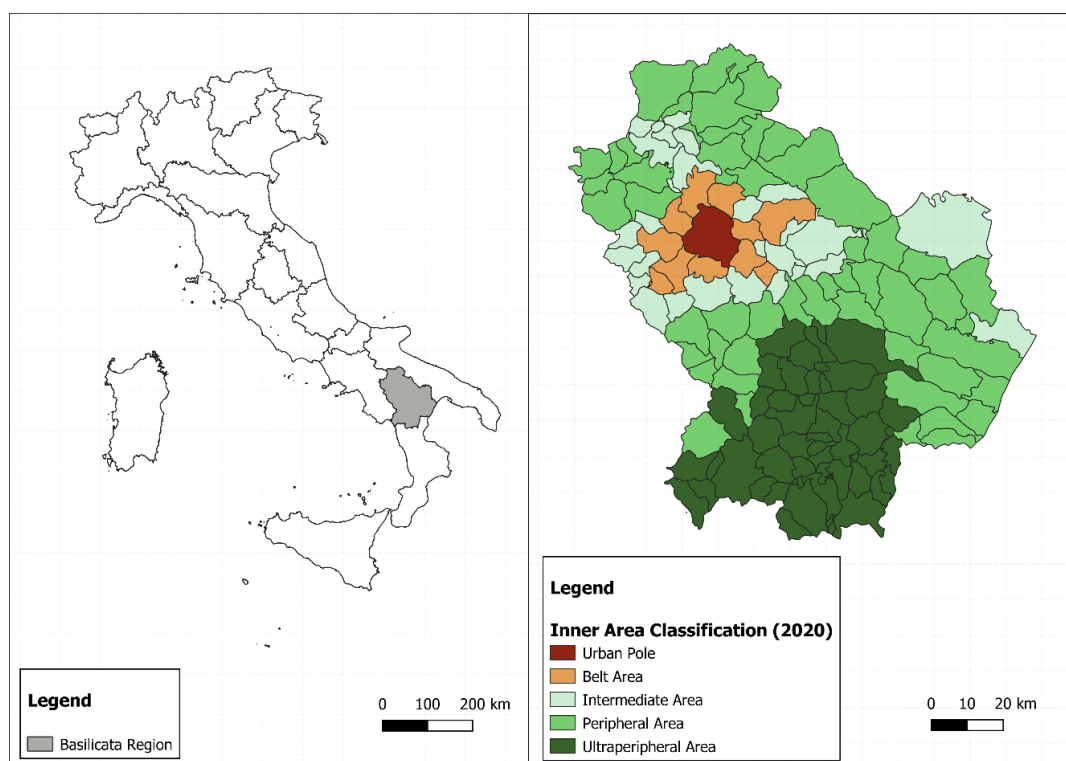 Legend
Basilicata Region
0 100 200 km
Legend
Inner Area Classification (2020)
Urban Pole
Belt Area
Intermediate Area
Peripheral Area
Ultraperipheral Area
0 10 20 km